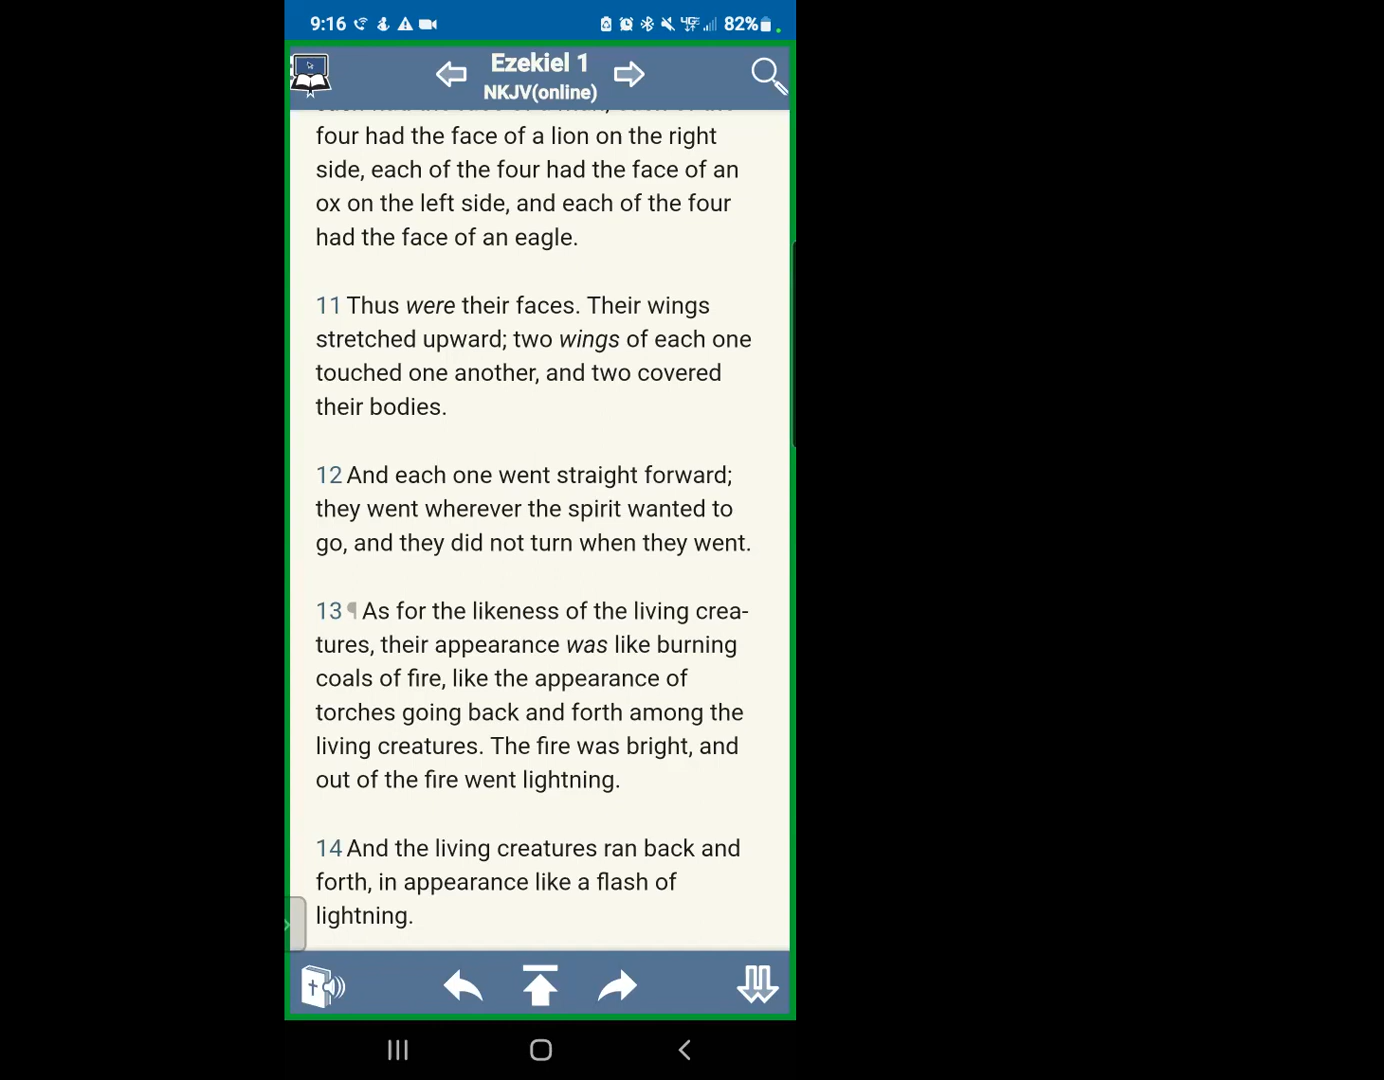 9:16 82%
Ezekiel 1
NKJV(online)
four had the face of a lion on the right
side, each of the four had the face of an
ox on the left side, and each of the four
had the face of an eagle.
11 Thus were their faces. Their wings
stretched upward; two wings of each one
touched one another, and two covered
their bodies.
12 And each one went straight forward;
they went wherever the spirit wanted to
go, and they did not turn when they went.
13 ¶ As for the likeness of the living crea-
tures, their appearance was like burning
coals of fire, like the appearance of
torches going back and forth among the
living creatures. The fire was bright, and
out of the fire went lightning.
14 And the living creatures ran back and
forth, in appearance like a flash of
lightning.